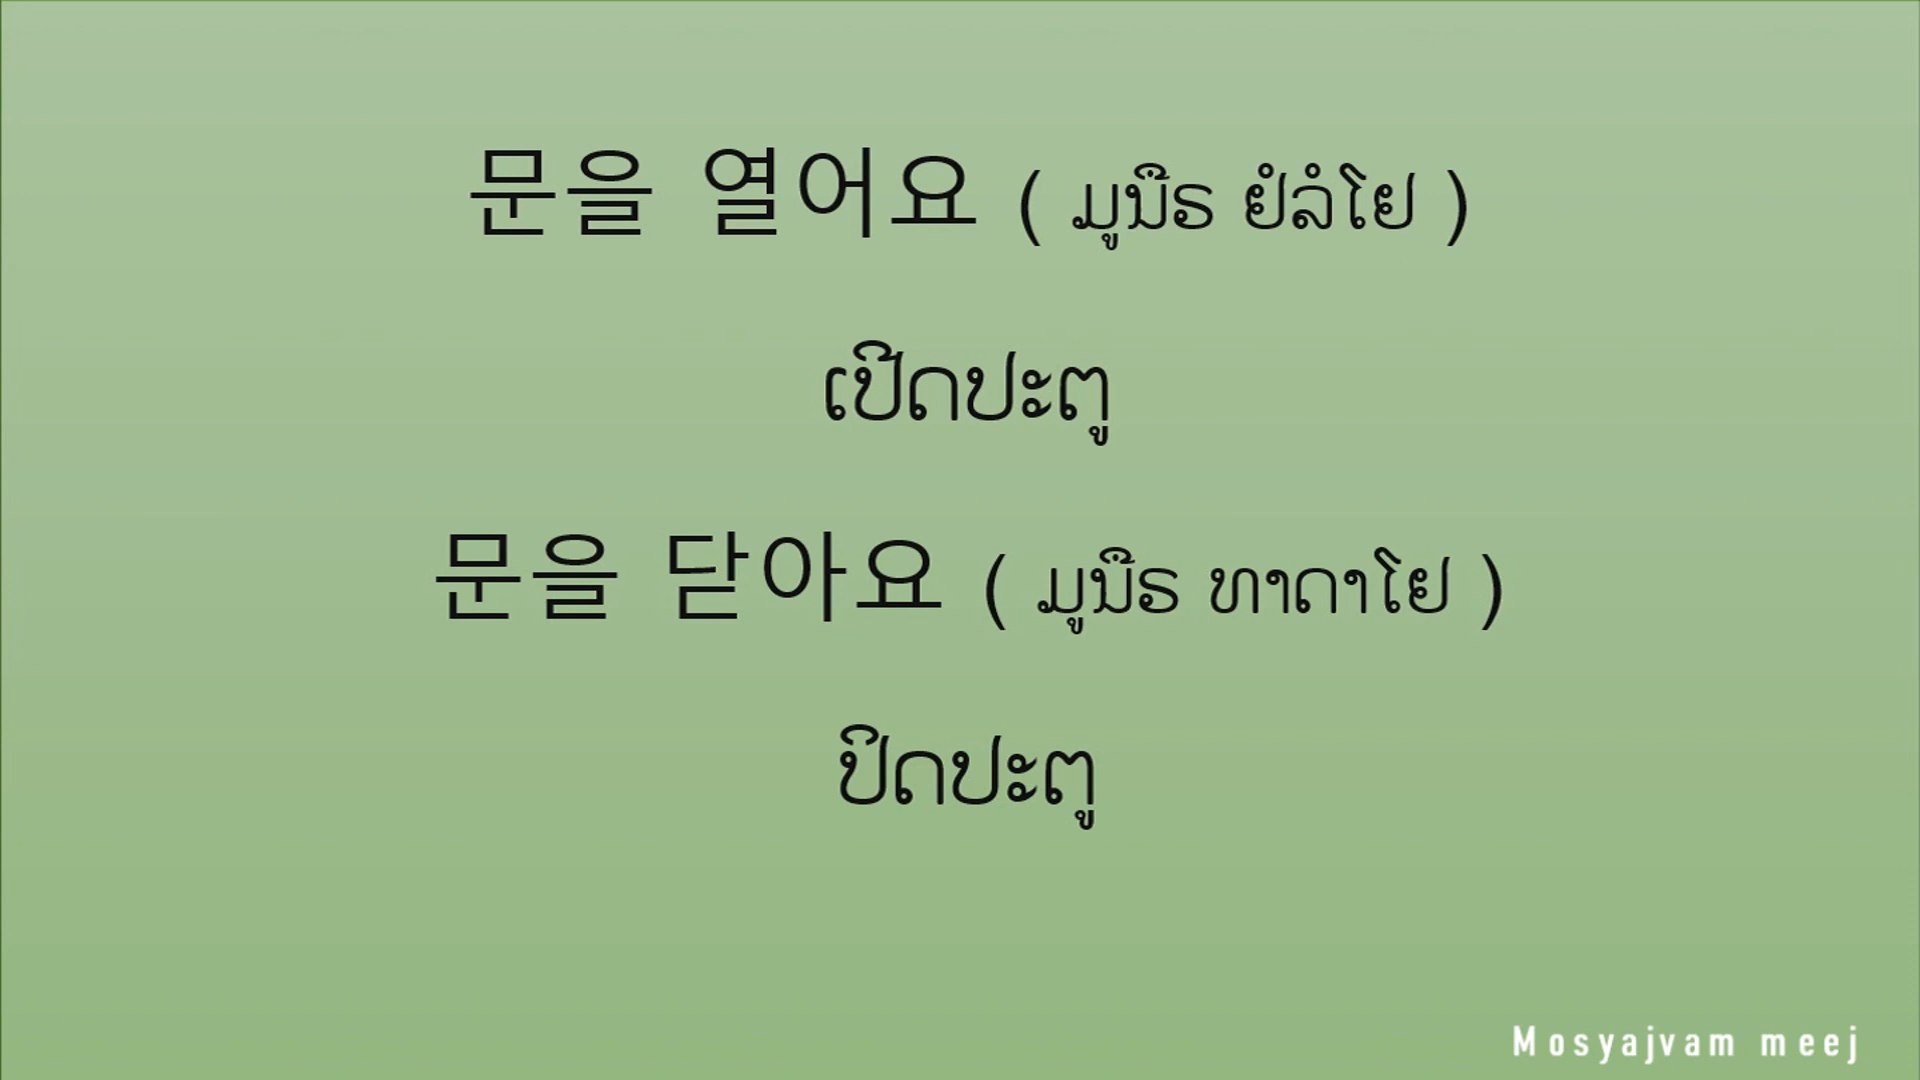 문을 열어요 ( ມູນືຣ ຢໍລໍໂຢ )
ເປີດປະຕູ
문을 닫아요 ( ມູນືຣ ທາດາໂຢ )
ປິດປະຕູ
Mosyajvam meej